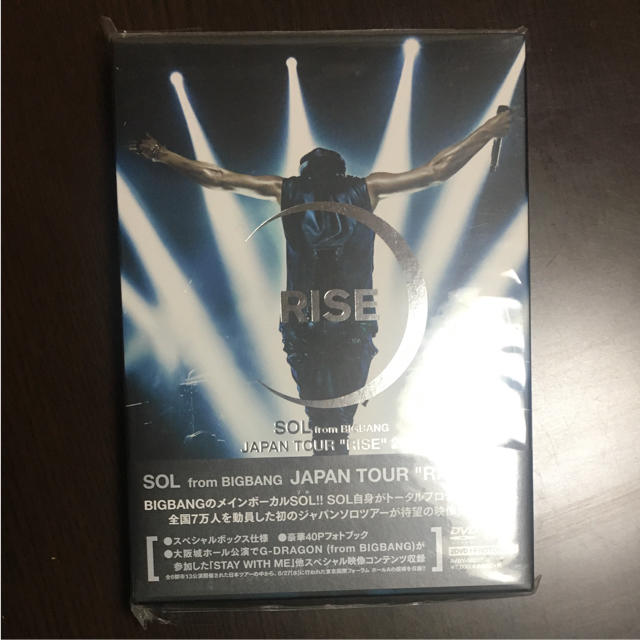 RISE
SOL from BIGBANG
JAPAN TOUR "RISE" 2
SOL from BIGBANG JAPAN TOUR "R
BIGBANGのメインボーカルSOL!! SOL自身がトータルプロ
全国7万人を動員した初のジャパンソロツアーが待望の映像
●スペシャルボックス仕様 ●豪華40Pフォトブック
●大阪城ホール公演でG-DRAGON (from BIGBANG)が
参加した「STAY WITH ME」他スペシャル映像コンテンツ収録
DVD